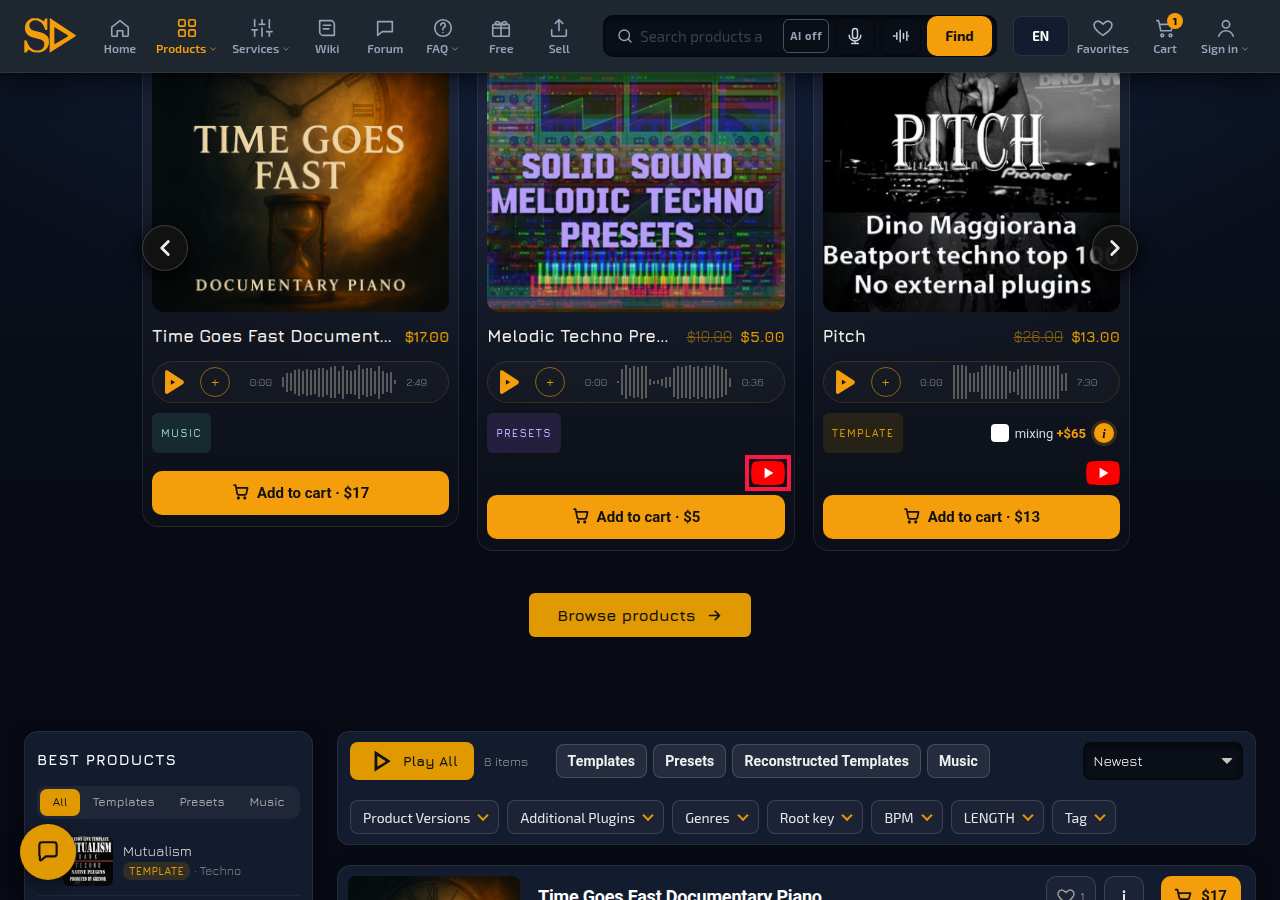 Home
Products
Services
Wiki
Forum
FAQ
Free
Sell
Search products a
AI off
Find
EN
Favorites
1
Cart
Sign in
TIME GOES
FAST
DOCUMENTARY PIANO
SOLID SOUND
MELODIC TECHNO
PRESETS
PITCH
Pioneer
Dino Maggiorana
Beatport techno top 100
No external plugins
Time Goes Fast Document... $17.00
0:00 2:49
MUSIC
Add to cart · $17
Melodic Techno Pre... $10.00 $5.00
0:00 0:36
PRESETS
Add to cart · $5
Pitch $26.00 $13.00
0:00 7:30
TEMPLATE mixing +$65 i
Add to cart · $13
Browse products
BEST PRODUCTS
All Templates Presets Music
Mutualism
TEMPLATE · Techno
Play All 8 items Templates Presets Reconstructed Templates Music Newest
Product Versions Additional Plugins Genres Root key BPM LENGTH Tag
Time Goes Fast Documentary Piano 1 i $17